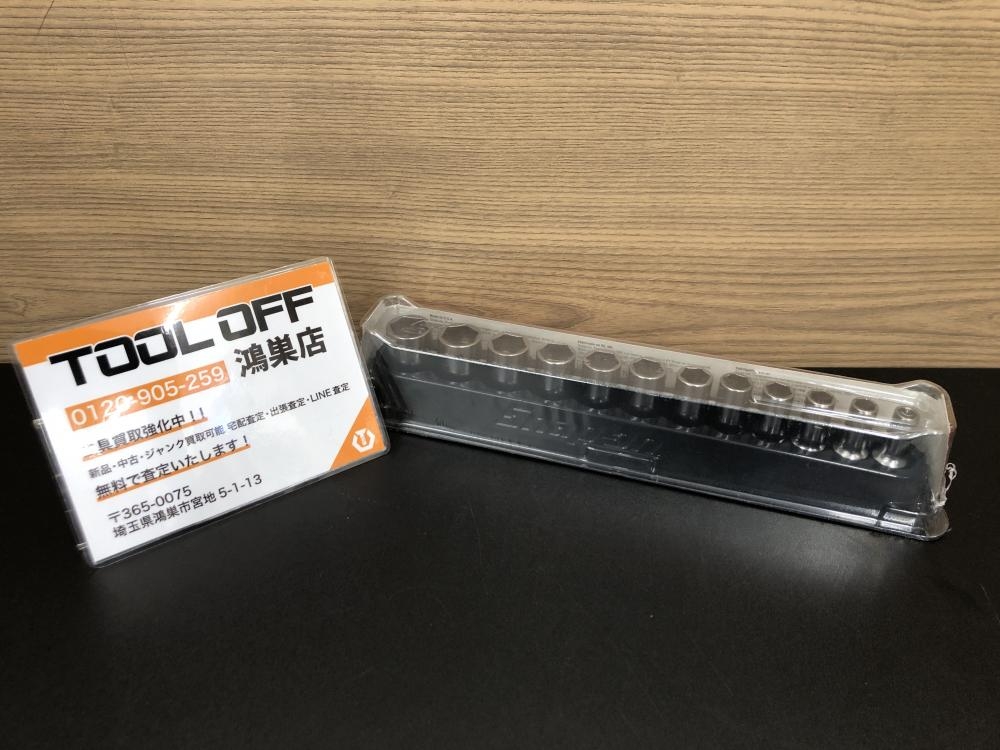 TOOL OFF
鴻巣店
0120-905-259
具買取強化中!!
新品・中古・ジャンク買取可能 宅配査定・出張査定・LINE査定
無料で査定いたします!
〒365-0075
埼玉県鴻巣市宮地 5-1-13